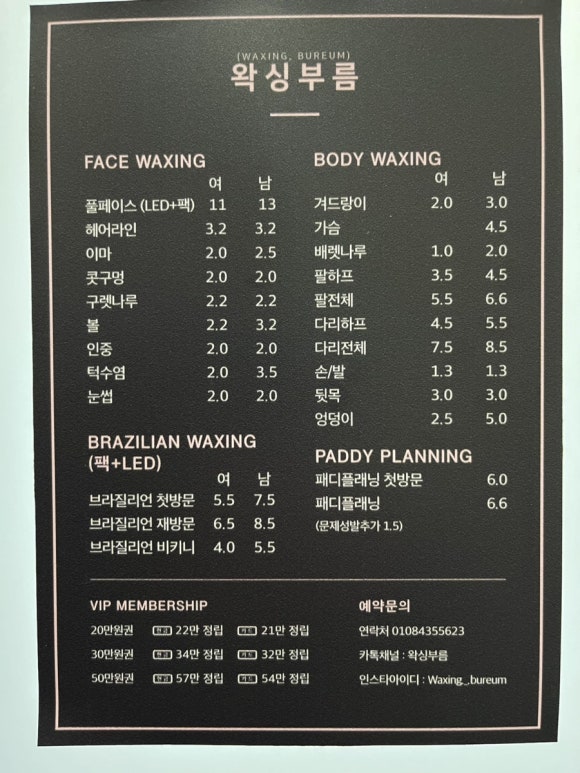 (WAXING, BUREUM)
왁싱부름
FACE WAXING
여 남
풀페이스 (LED+팩) 11 13
헤어라인 3.2 3.2
이마 2.0 2.5
콧구멍 2.0 2.0
구렛나루 2.2 2.2
볼 2.2 3.2
인중 2.0 2.0
턱수염 2.0 3.5
눈썹 2.0 2.0
BRAZILIAN WAXING
(팩+LED)
여 남
브라질리언 첫방문 5.5 7.5
브라질리언 재방문 6.5 8.5
브라질리언 비키니 4.0 5.5
BODY WAXING
여 남
겨드랑이 2.0 3.0
가슴 4.5
배렛나루 1.0 2.0
팔하프 3.5 4.5
팔전체 5.5 6.6
다리하프 4.5 5.5
다리전체 7.5 8.5
손/발 1.3 1.3
뒷목 3.0 3.0
엉덩이 2.5 5.0
PADDY PLANNING
패디플래닝 첫방문 6.0
패디플래닝 6.6
(문제성발추가 1.5)
VIP MEMBERSHIP
20만원권 현금 22만 정립 카드 21만 정립
30만원권 현금 34만 정립 카드 32만 정립
50만원권 현금 57만 정립 카드 54만 정립
예약문의
연락처 01084355623
카톡채널 : 왁싱부름
인스타아이디 : Waxing_.bureum